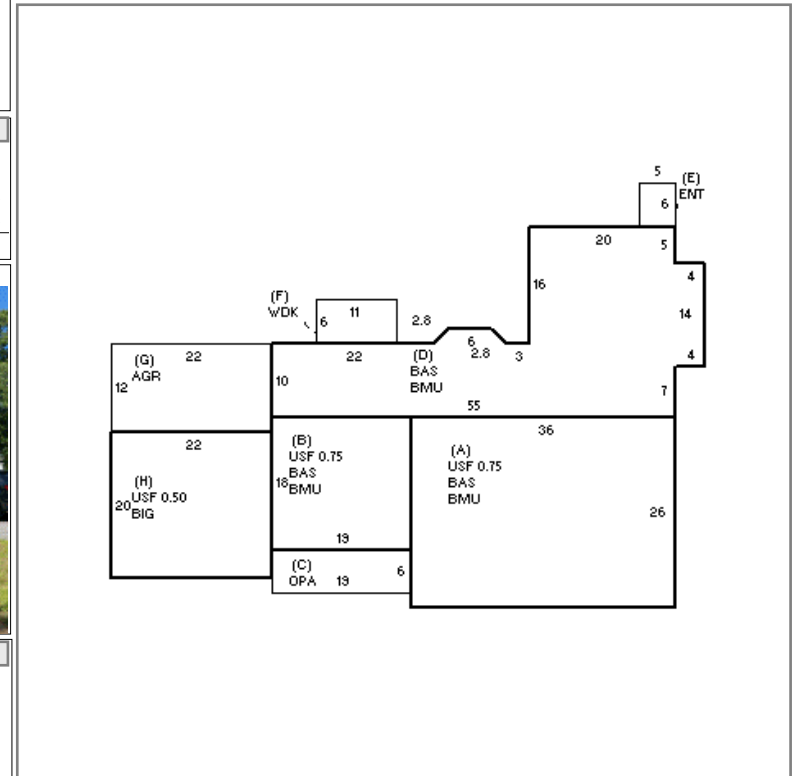 5
(E)
ENT
6
20
5
4
16
14
(F)
WDK
6
11
2.8
6
2.8
3
4
(G)
AGR
22
12
22
(D)
BAS
BMU
10
7
55
22
(H)
USF 0.50
BIG
20
(B)
USF 0.75
BAS
BMU
18
19
36
(A)
USF 0.75
BAS
BMU
26
(C)
OPA
19
6